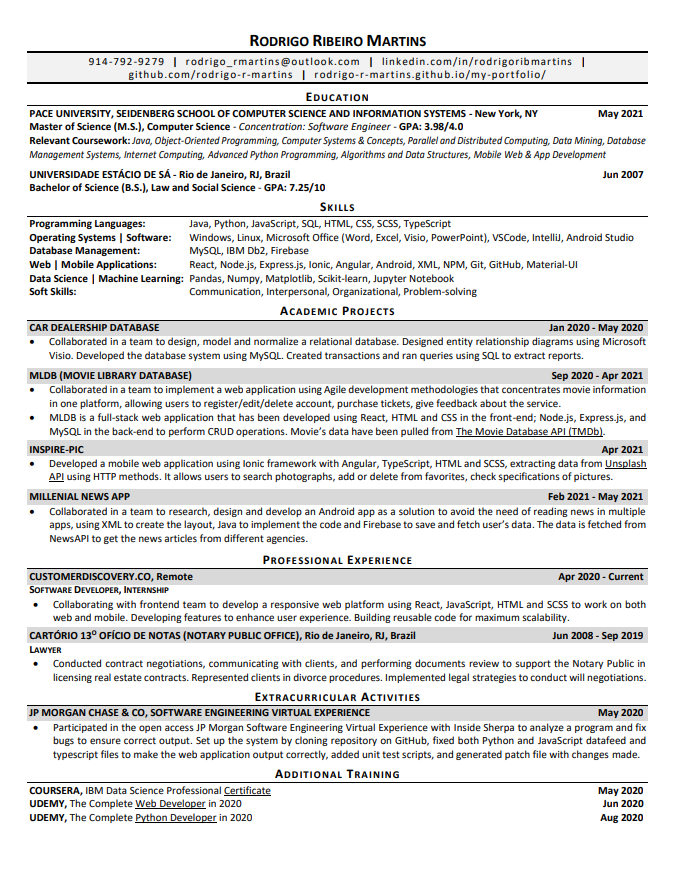 RODRIGO RIBEIRO MARTINS
914-792-9279 | rodrigo_rmartins@outlook.com | linkedin.com/in/rodrigoribmartins |
github.com/rodrigo-r-martins | rodrigo-r-martins.github.io/my-portfolio/
EDUCATION
PACE UNIVERSITY, SEIDENBERG SCHOOL OF COMPUTER SCIENCE AND INFORMATION SYSTEMS - New York, NY May 2021
Master of Science (M.S.), Computer Science - Concentration: Software Engineer - GPA: 3.98/4.0
Relevant Coursework: Java, Object-Oriented Programming, Computer Systems & Concepts, Parallel and Distributed Computing, Data Mining, Database
Management Systems, Internet Computing, Advanced Python Programming, Algorithms and Data Structures, Mobile Web & App Development
UNIVERSIDADE ESTÁCIO DE SÁ - Rio de Janeiro, RJ, Brazil Jun 2007
Bachelor of Science (B.S.), Law and Social Science - GPA: 7.25/10
SKILLS
Programming Languages: Java, Python, JavaScript, SQL, HTML, CSS, SCSS, TypeScript
Operating Systems | Software: Windows, Linux, Microsoft Office (Word, Excel, Visio, PowerPoint), VSCode, IntelliJ, Android Studio
Database Management: MySQL, IBM Db2, Firebase
Web | Mobile Applications: React, Node.js, Express.js, Ionic, Angular, Android, XML, NPM, Git, GitHub, Material-UI
Data Science | Machine Learning: Pandas, Numpy, Matplotlib, Scikit-learn, Jupyter Notebook
Soft Skills: Communication, Interpersonal, Organizational, Problem-solving
ACADEMIC PROJECTS
CAR DEALERSHIP DATABASE Jan 2020 - May 2020
• Collaborated in a team to design, model and normalize a relational database. Designed entity relationship diagrams using Microsoft
Visio. Developed the database system using MySQL. Created transactions and ran queries using SQL to extract reports.
MLDB (MOVIE LIBRARY DATABASE) Sep 2020 - Apr 2021
• Collaborated in a team to implement a web application using Agile development methodologies that concentrates movie information
in one platform, allowing users to register/edit/delete account, purchase tickets, give feedback about the service.
• MLDB is a full-stack web application that has been developed using React, HTML and CSS in the front-end; Node.js, Express.js, and
MySQL in the back-end to perform CRUD operations. Movie's data have been pulled from The Movie Database API (TMDb).
INSPIRE-PIC Apr 2021
• Developed a mobile web application using Ionic framework with Angular, TypeScript, HTML and SCSS, extracting data from Unsplash
API using HTTP methods. It allows users to search photographs, add or delete from favorites, check specifications of pictures.
MILLENIAL NEWS APP Feb 2021 - May 2021
• Collaborated in a team to research, design and develop an Android app as a solution to avoid the need of reading news in multiple
apps, using XML to create the layout, Java to implement the code and Firebase to save and fetch user's data. The data is fetched from
NewsAPI to get the news articles from different agencies.
PROFESSIONAL EXPERIENCE
CUSTOMERDISCOVERY.CO, Remote Apr 2020 - Current
SOFTWARE DEVELOPER, INTERNSHIP
• Collaborating with frontend team to develop a responsive web platform using React, JavaScript, HTML and SCSS to work on both
web and mobile. Developing features to enhance user experience. Building reusable code for maximum scalability.
CARTÓRIO 13º OFÍCIO DE NOTAS (NOTARY PUBLIC OFFICE), Rio de Janeiro, RJ, Brazil Jun 2008 - Sep 2019
LAWYER
• Conducted contract negotiations, communicating with clients, and performing documents review to support the Notary Public in
licensing real estate contracts. Represented clients in divorce procedures. Implemented legal strategies to conduct will negotiations.
EXTRACURRICULAR ACTIVITIES
JP MORGAN CHASE & CO, SOFTWARE ENGINEERING VIRTUAL EXPERIENCE May 2020
• Participated in the open access JP Morgan Software Engineering Virtual Experience with Inside Sherpa to analyze a program and fix
bugs to ensure correct output. Set up the system by cloning repository on GitHub, fixed both Python and JavaScript datafeed and
typescript files to make the web application output correctly, added unit test scripts, and generated patch file with changes made.
ADDITIONAL TRAINING
COURSERA, IBM Data Science Professional Certificate May 2020
UDEMY, The Complete Web Developer in 2020 Jun 2020
UDEMY, The Complete Python Developer in 2020 Aug 2020